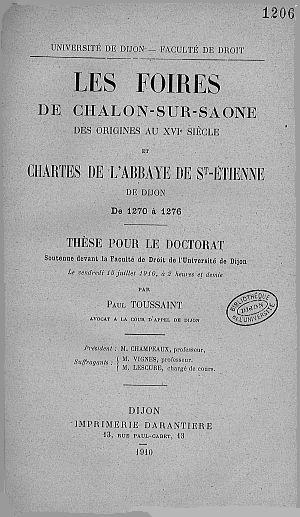 1206
UNIVERSITÉ DE DIJON — FACULTÉ DE DROIT
LES FOIRES
DE CHALON-SUR-SAONE
DES ORIGINES AU XVIe SIÈCLE
ET
CHARTES DE L'ABBAYE DE St-ÉTIENNE
DE DIJON
De 1270 à 1276
THÈSE POUR LE DOCTORAT
Soutenue devant la Faculté de Droit de l'Université de Dijon
Le vendredi 15 juillet 1910, à 2 heures et demie
PAR
PAUL TOUSSAINT
AVOCAT A LA COUR D'APPEL DE DIJON
BIBLIOTHÈQUE
DIJON
DE L'UNIVERSITÉ
Président : M. CHAMPEAUX, professeur,
Suffragants : { M. VIGNES, professeur.
{ M. LESCURE, chargé de cours.
DIJON
IMPRIMERIE DARANTIERE
13, RUE PAUL-CABET, 13
1910